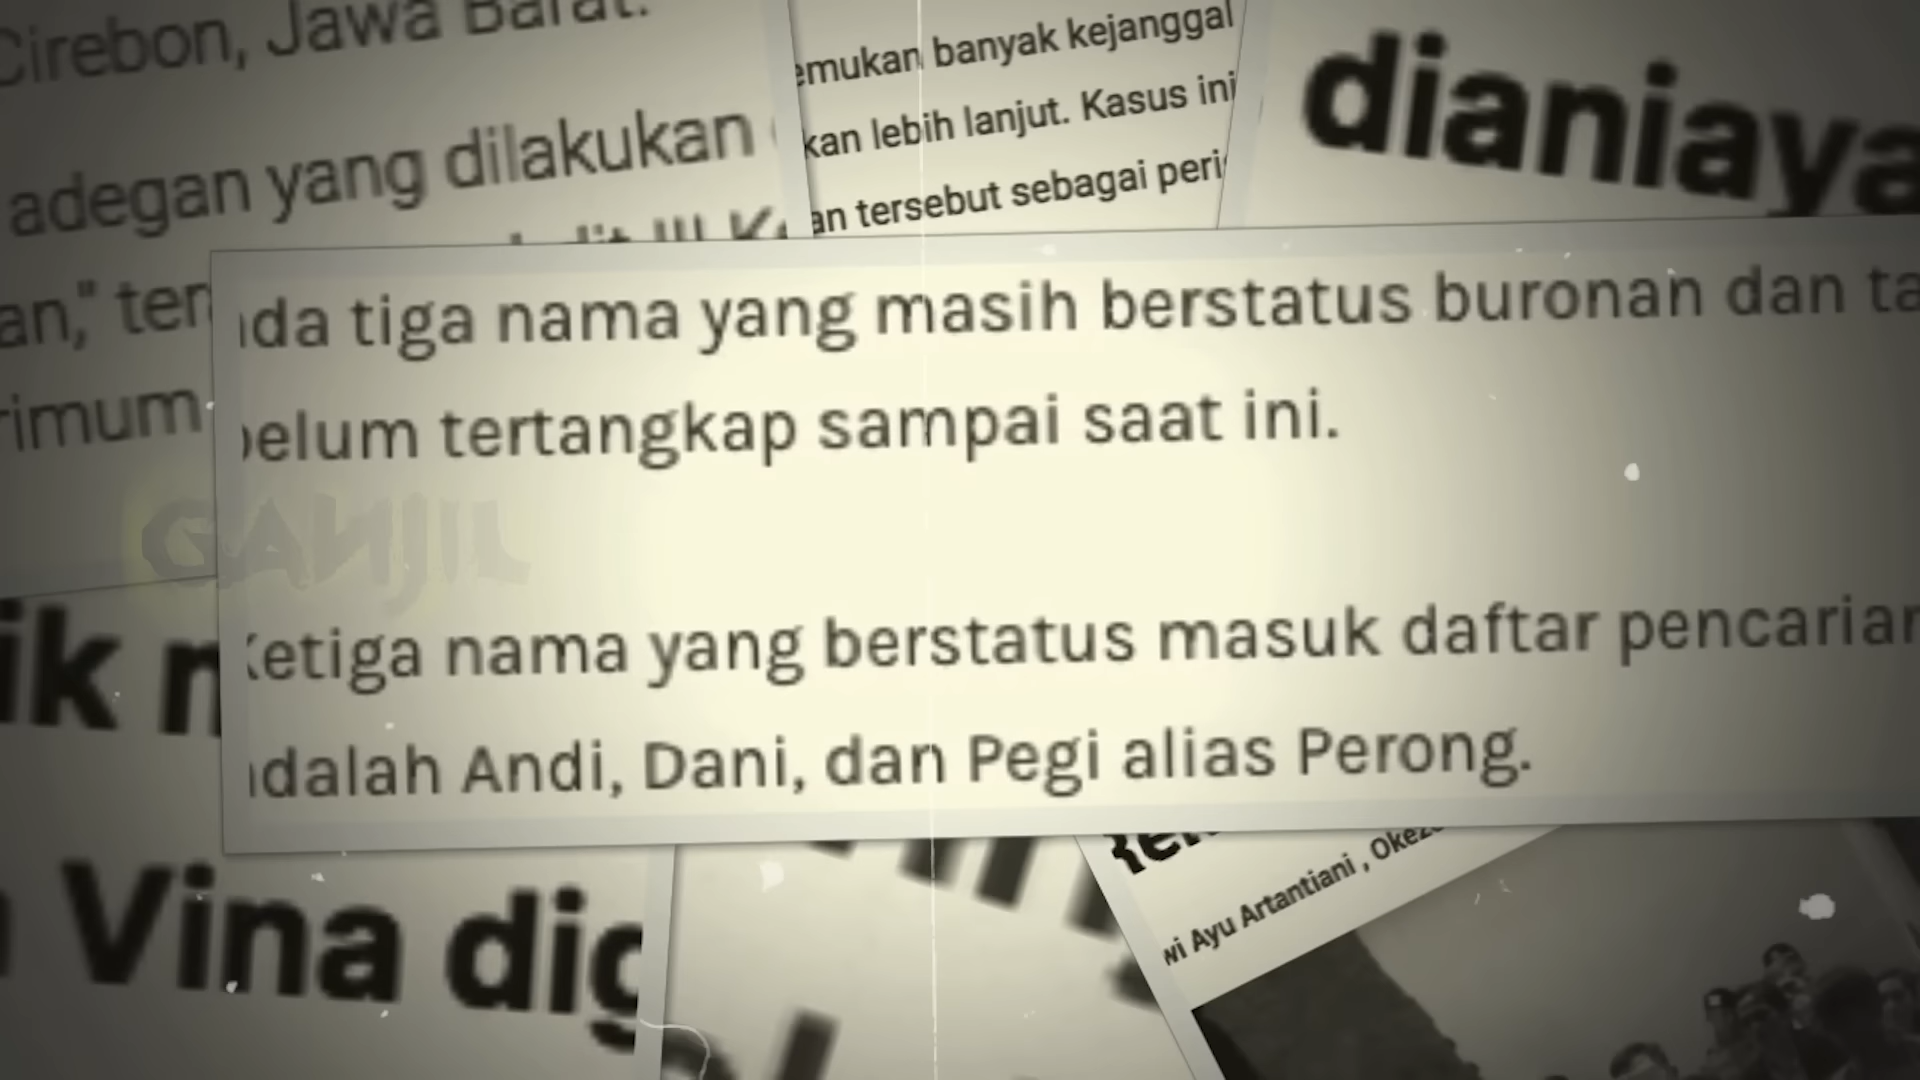 Cirebon, Jawa Barat.
adegan yang dilakukan
an," ter
rimum
emukan banyak kejanggal
kan lebih lanjut. Kasus ini
an tersebut sebagai peri
dianiaya
da tiga nama yang masih berstatus buronan dan ta
belum tertangkap sampai saat ini.
GANJIL
Ketiga nama yang berstatus masuk daftar pencarian
adalah Andi, Dani, dan Pegi alias Perong.
ik
Vina dig
wi Ayu Artantiani , Okezo